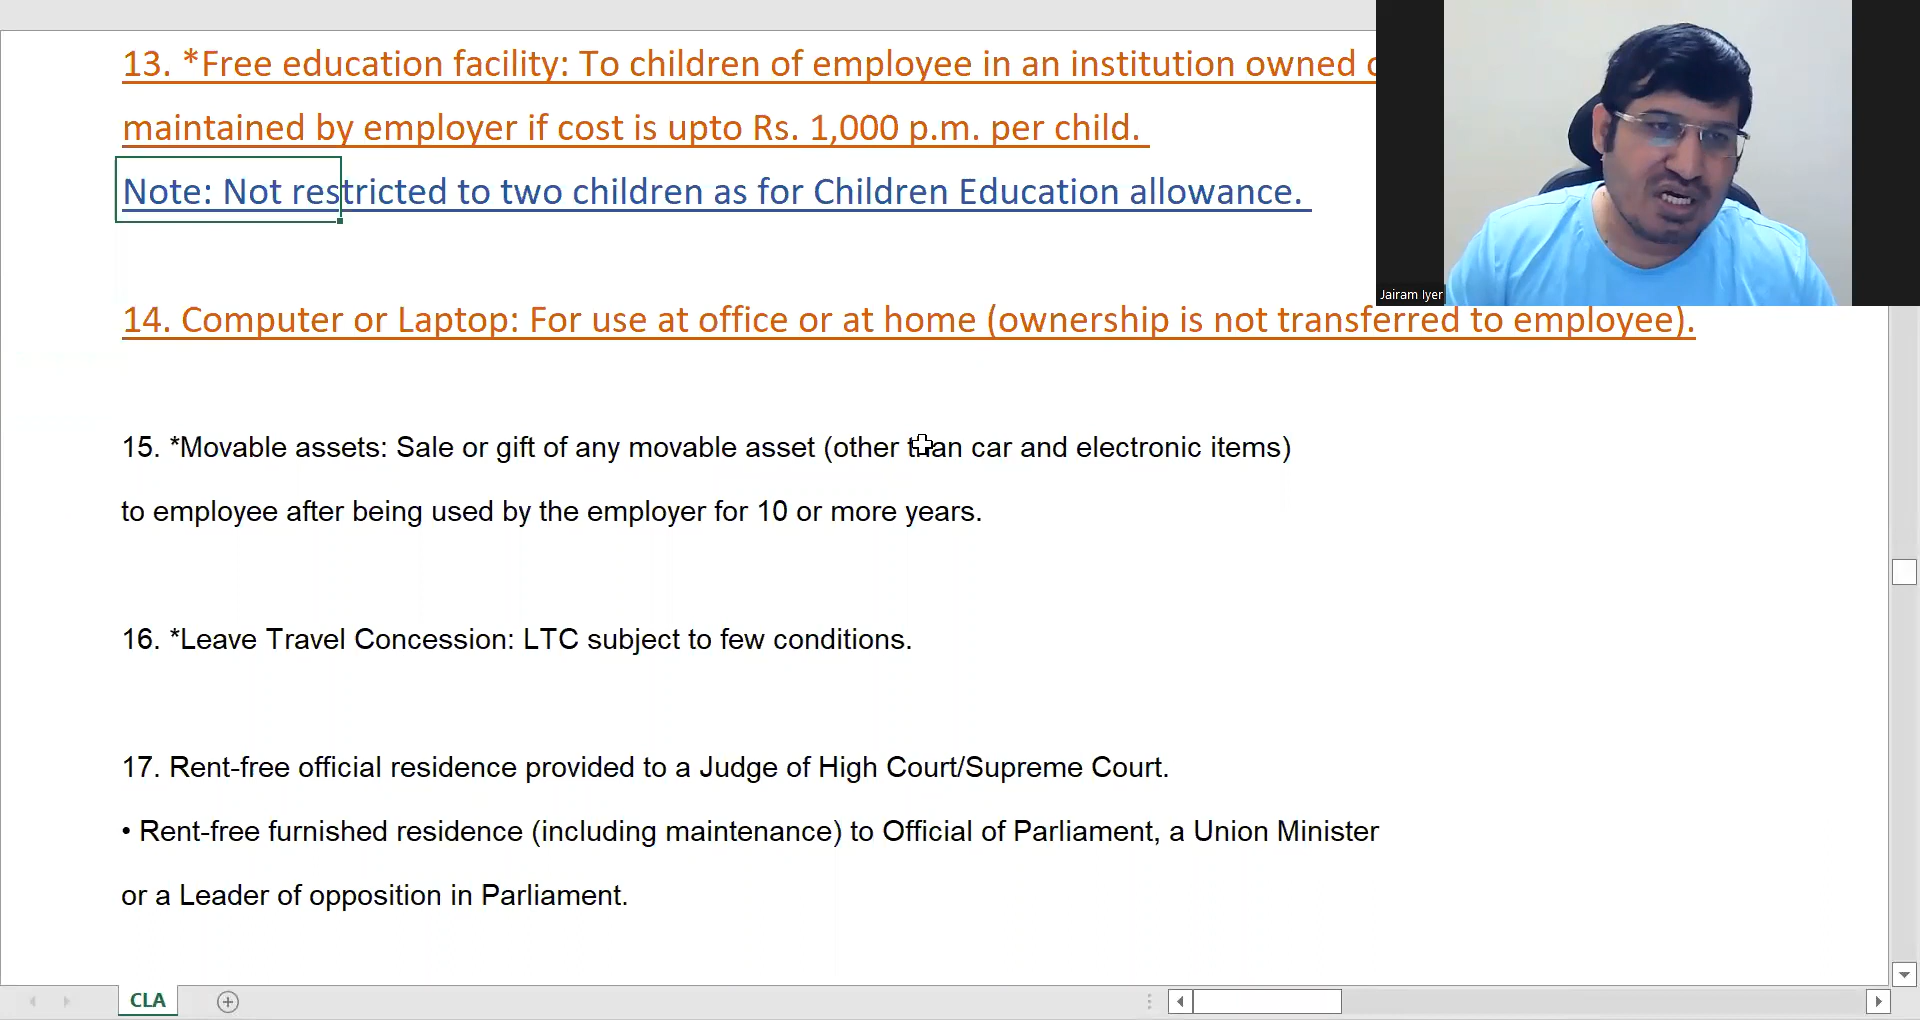 13. *Free education facility: To children of employee in an institution owned
maintained by employer if cost is upto Rs. 1,000 p.m. per child.
Note: Not restricted to two children as for Children Education allowance.
Jairam Iyer
14. Computer or Laptop: For use at office or at home (ownership is not transferred to employee).
15. *Movable assets: Sale or gift of any movable asset (other than car and electronic items)
to employee after being used by the employer for 10 or more years.
16. *Leave Travel Concession: LTC subject to few conditions.
17. Rent-free official residence provided to a Judge of High Court/Supreme Court.
• Rent-free furnished residence (including maintenance) to Official of Parliament, a Union Minister
or a Leader of opposition in Parliament.
CLA